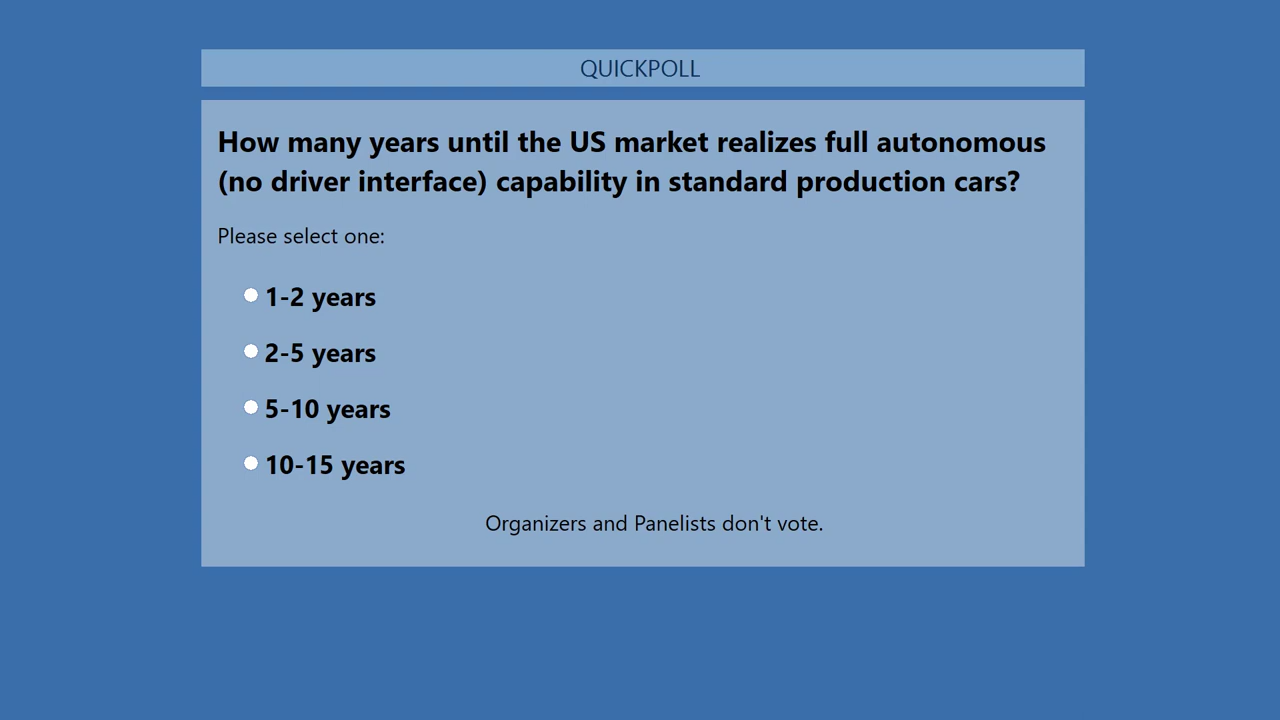 QUICKPOLL
How many years until the US market realizes full autonomous
(no driver interface) capability in standard production cars?
Please select one:
1-2 years
2-5 years
5-10 years
10-15 years
Organizers and Panelists don't vote.